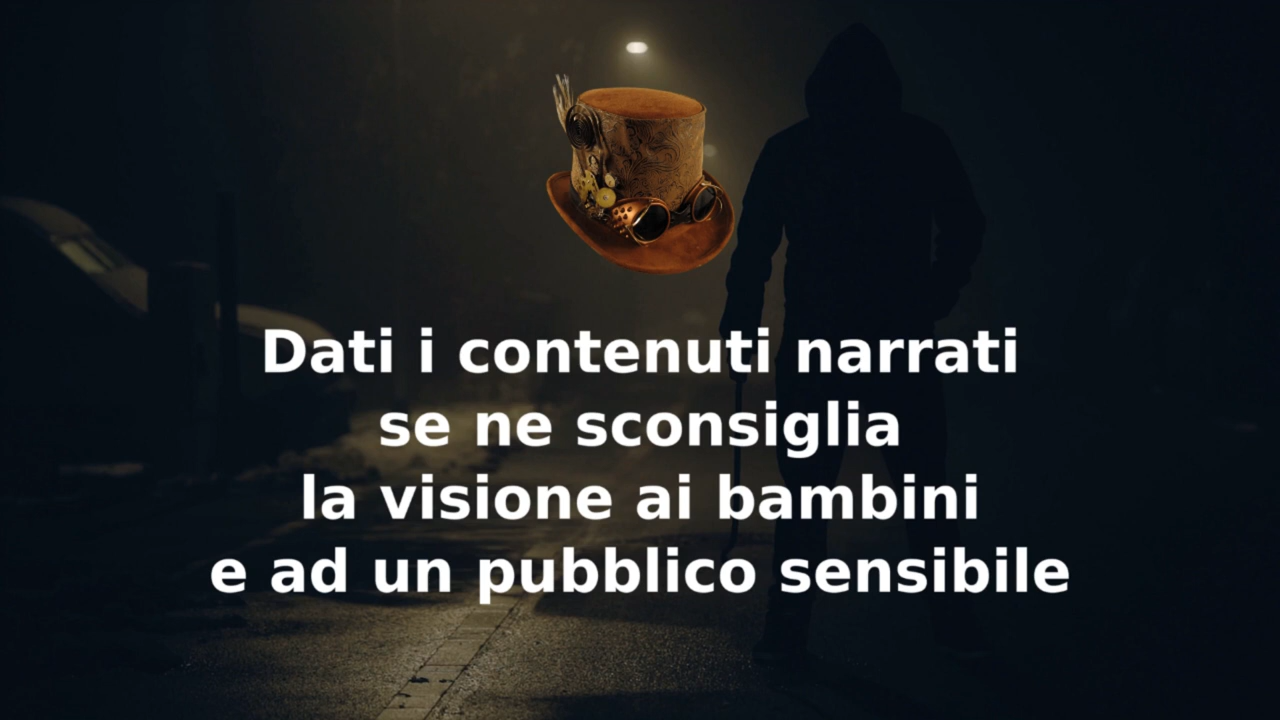 Dati i contenuti narrati
se ne sconsiglia
la visione ai bambini
e ad un pubblico sensibile